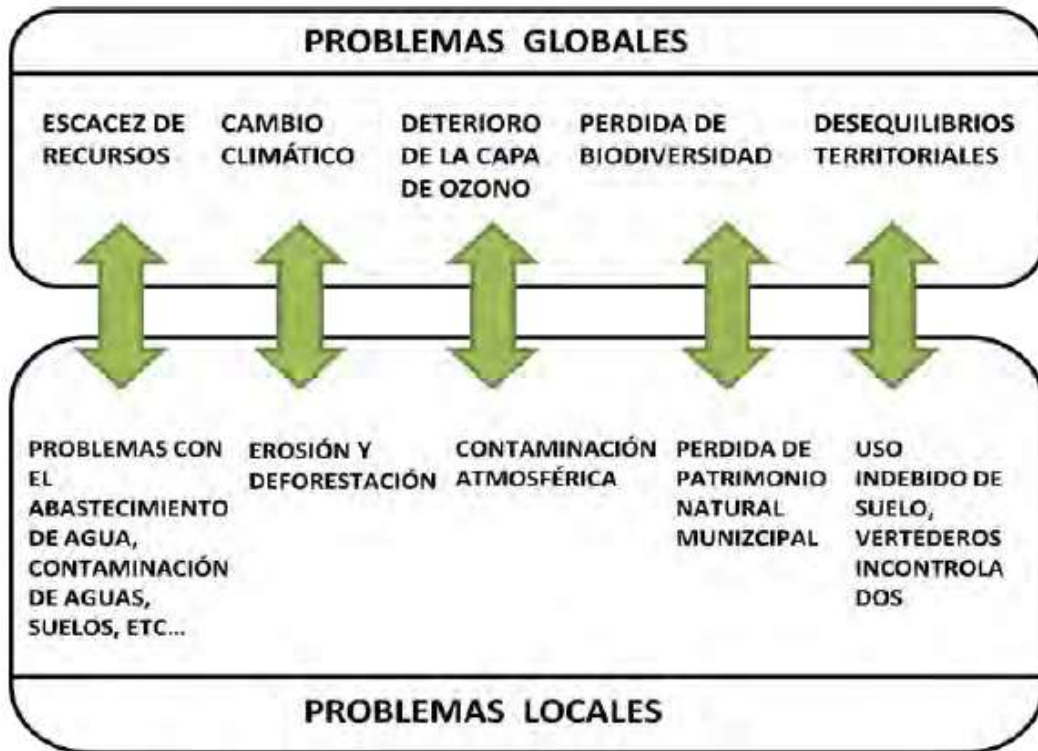 PROBLEMAS GLOBALES
ESCACEZ DE
RECURSOS
CAMBIO
CLIMÁTICO
DETERIORO
DE LA CAPA
DE OZONO
PERDIDA DE
BIODIVERSIDAD
DESEQUILIBRIOS
TERRITORIALES
PROBLEMAS CON
EL
ABASTECIMIENTO
DE AGUA,
CONTAMINACIÓN
DE AGUAS,
SUELOS, ETC...
EROSIÓN Y
DEFORESTACIÓN
CONTAMINACIÓN
ATMOSFÉRICA
PERDIDA DE
PATRIMONIO
NATURAL
MUNIZCIPAL
USO
INDEBIDO DE
SUELO,
VERTEDEROS
INCONTROLA
DOS
PROBLEMAS LOCALES